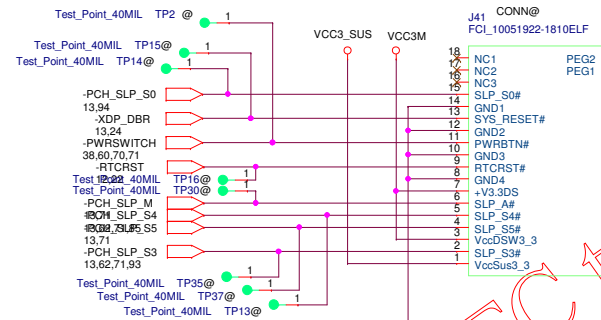 Test_Point_40MIL TP2@ 1
CONN@
J41
FCI_10051922-1810ELF
VCC3_SUS VCC3M
Test_Point_40MIL TP15@ 1
Test_Point_40MIL TP14@ 1
18 NC1 PEG2
17 NC2 PEG1
16 NC3
-PCH_SLP_S0 15 SLP_S0#
13,94
14 GND1
-XDP_DBR 13 SYS_RESET#
13,24
12 GND2
-PWRSWITCH 11 PWRBTN#
38,60,70,71
10 GND3
-RTCRST 9 RTCRST#
Test_Point_40MIL TP16@ 1
8 GND4
Test_Point_40MIL TP30@ 1
7 +V3.3DS
-PCH_SLP_M 6 SLP_A#
-PCH_SLP_S4 5 SLP_S4#
4 SLP_S5#
13,71
3 VccDSW3_3
-PCH_SLP_S3 2 SLP_S3#
13,62,71,93
1 VccSus3_3
Test_Point_40MIL TP35@ 1
Test_Point_40MIL TP37@ 1
Test_Point_40MIL TP13@ 1